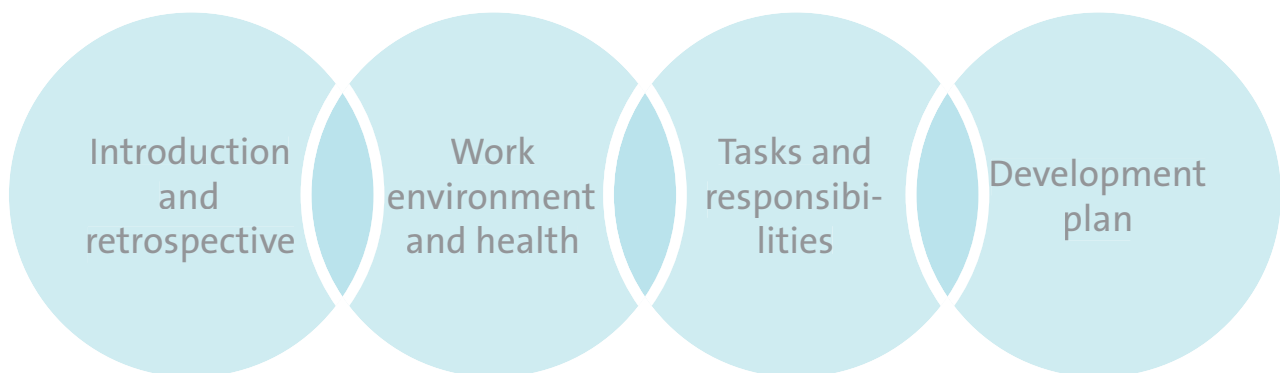 Introduction
and
retrospective
Work
environment
and health
Tasks and
responsibi-
lities
Development
plan